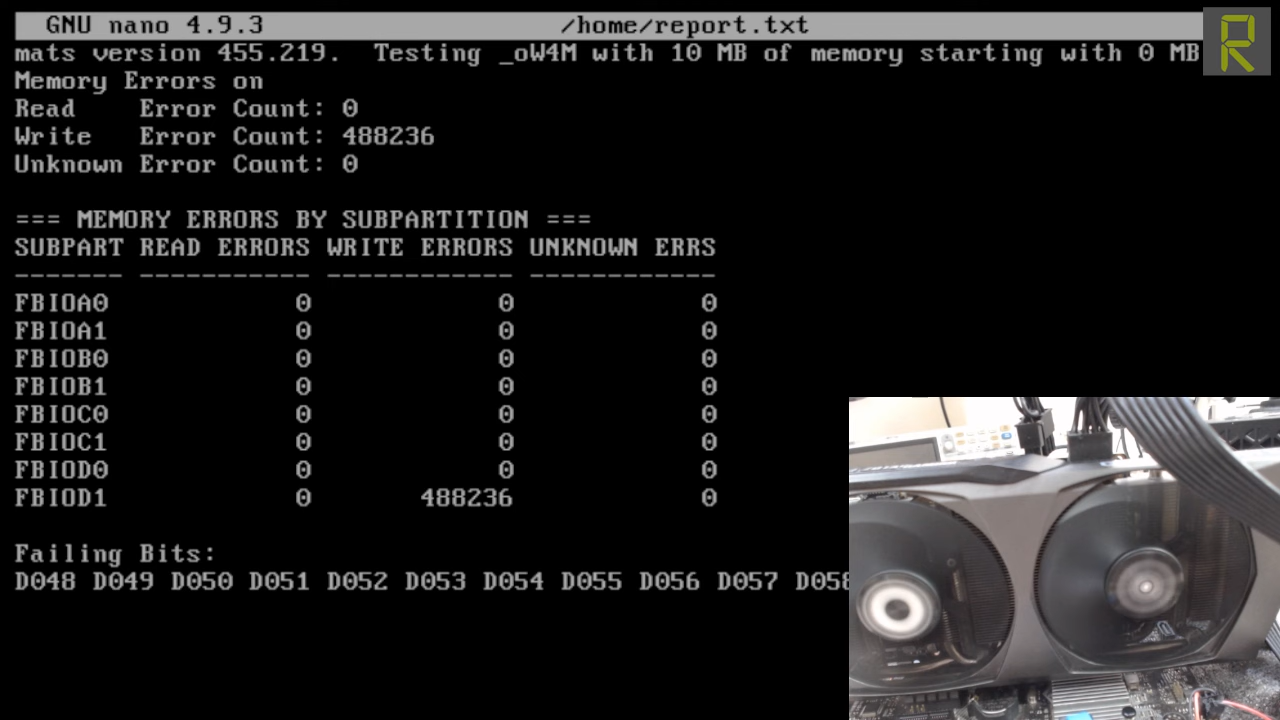 GNU nano 4.9.3 /home/report.txt
R
mats version 455.219. Testing _oW4M with 10 MB of memory starting with 0 MB
Memory Errors on
Read Error Count: 0
Write Error Count: 488236
Unknown Error Count: 0
=== MEMORY ERRORS BY SUBPARTITION ===
SUBPART READ ERRORS WRITE ERRORS UNKNOWN ERRS
------- ----------- ------------ ------------
FBIOA0 0 0 0
FBIOA1 0 0 0
FBIOB0 0 0 0
FBIOB1 0 0 0
FBIOC0 0 0 0
FBIOC1 0 0 0
FBIOD0 0 0 0
FBIOD1 0 488236 0
Failing Bits:
D048 D049 D050 D051 D052 D053 D054 D055 D056 D057 D058